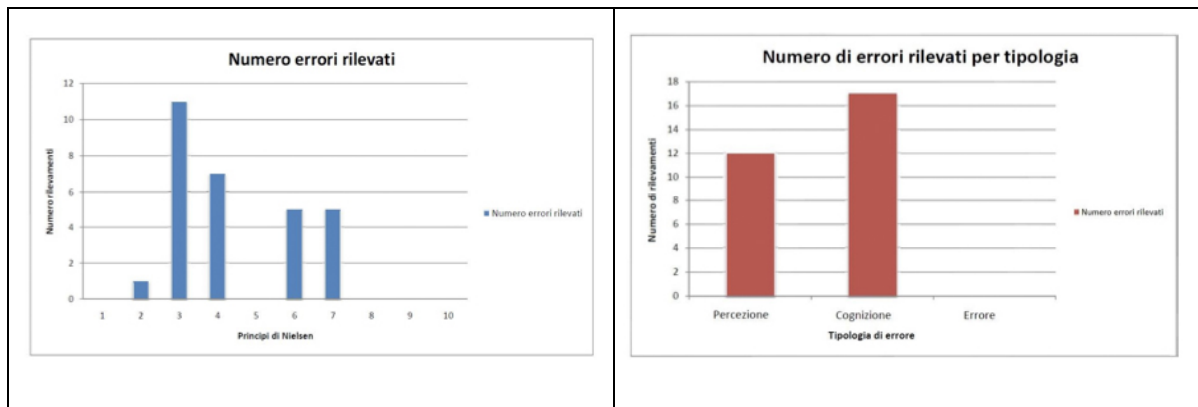 Numero errori rilevati
12
10
8
6
4
2
0
Numero rilevamenti
1 2 3 4 5 6 7 8 9 10
Principi di Nielsen
Numero errori rilevati
Numero di errori rilevati per tipologia
18
16
14
12
10
8
6
4
2
0
Numero di rilevamenti
Percezione Cognizione Errore
Tipologia di errore
Numero errori rilevati